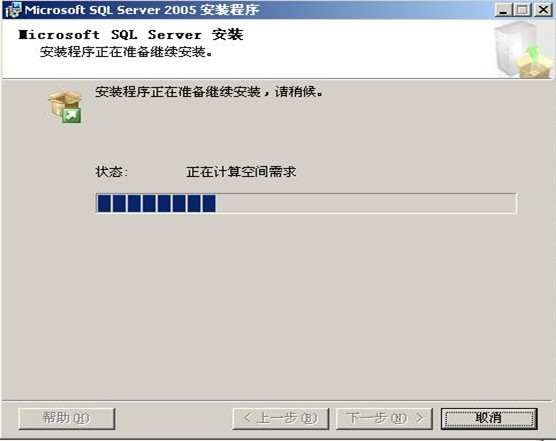 Microsoft SQL Server 2005 安装程序
Microsoft SQL Server 安装
安装程序正在准备继续安装。
安装程序正在准备继续安装，请稍候。
状态: 正在计算空间需求
帮助(H) < 上一步(B) 下一步(N) > 取消